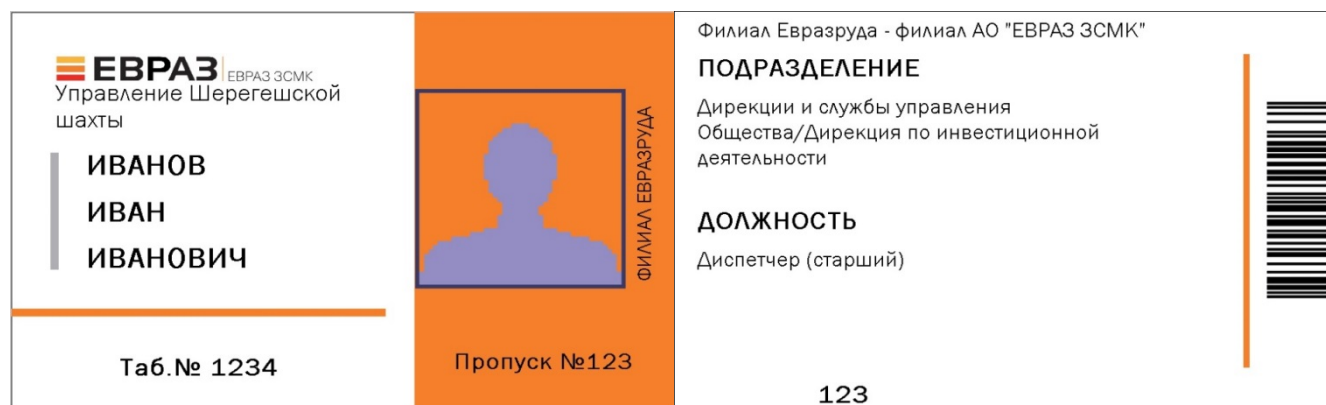 ЕВРАЗ ЕВРАЗ ЗСМК
Управление Шерегешской
шахты
ИВАНОВ
ИВАН
ИВАНОВИЧ
Таб.№ 1234
ФИЛИАЛ ЕВРАЗРУДА
Пропуск №123
Филиал Евразруда - филиал АО "ЕВРАЗ ЗСМК"
ПОДРАЗДЕЛЕНИЕ
Дирекции и службы управления
Общества/Дирекция по инвестиционной
деятельности
ДОЛЖНОСТЬ
Диспетчер (старший)
123